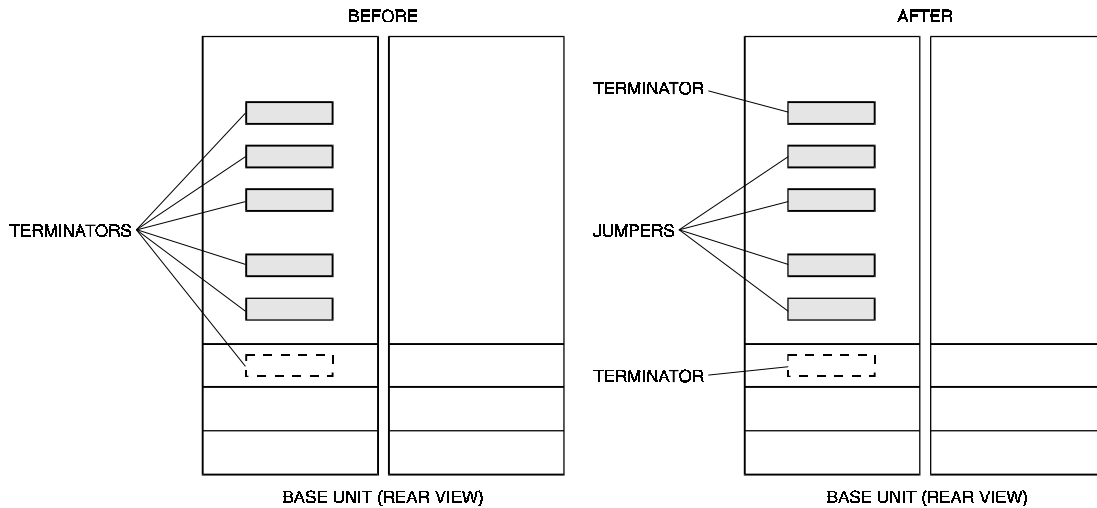 BEFORE
AFTER
TERMINATORS
TERMINATOR
JUMPERS
TERMINATOR
BASE UNIT (REAR VIEW)
BASE UNIT (REAR VIEW)